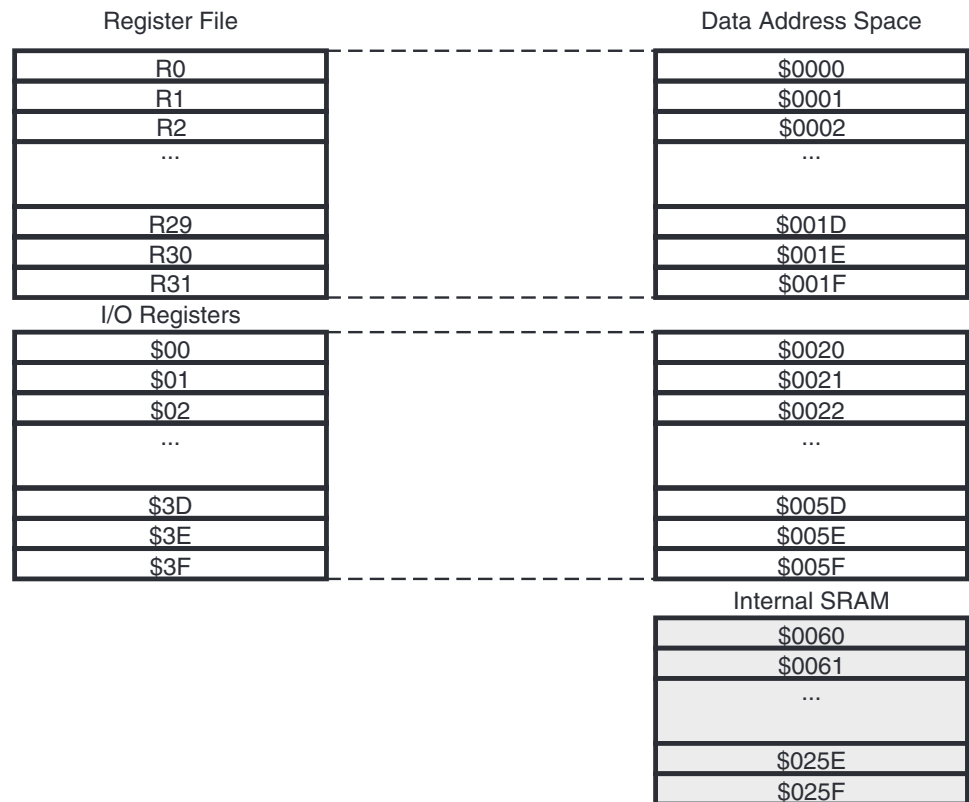 Register File Data Address Space
R0 $0000
R1 $0001
R2 $0002
... ...
R29 $001D
R30 $001E
R31 $001F
I/O Registers
$00 $0020
$01 $0021
$02 $0022
... ...
$3D $005D
$3E $005E
$3F $005F
Internal SRAM
$0060
$0061
...
$025E
$025F